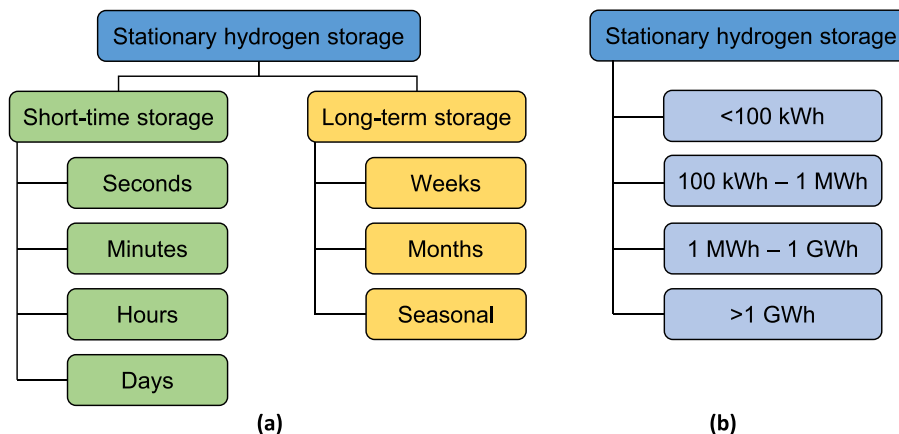 Stationary hydrogen storage
Short-time storage
Seconds
Minutes
Hours
Days
Long-term storage
Weeks
Months
Seasonal
(a)
Stationary hydrogen storage
<100 kWh
100 kWh – 1 MWh
1 MWh – 1 GWh
>1 GWh
(b)